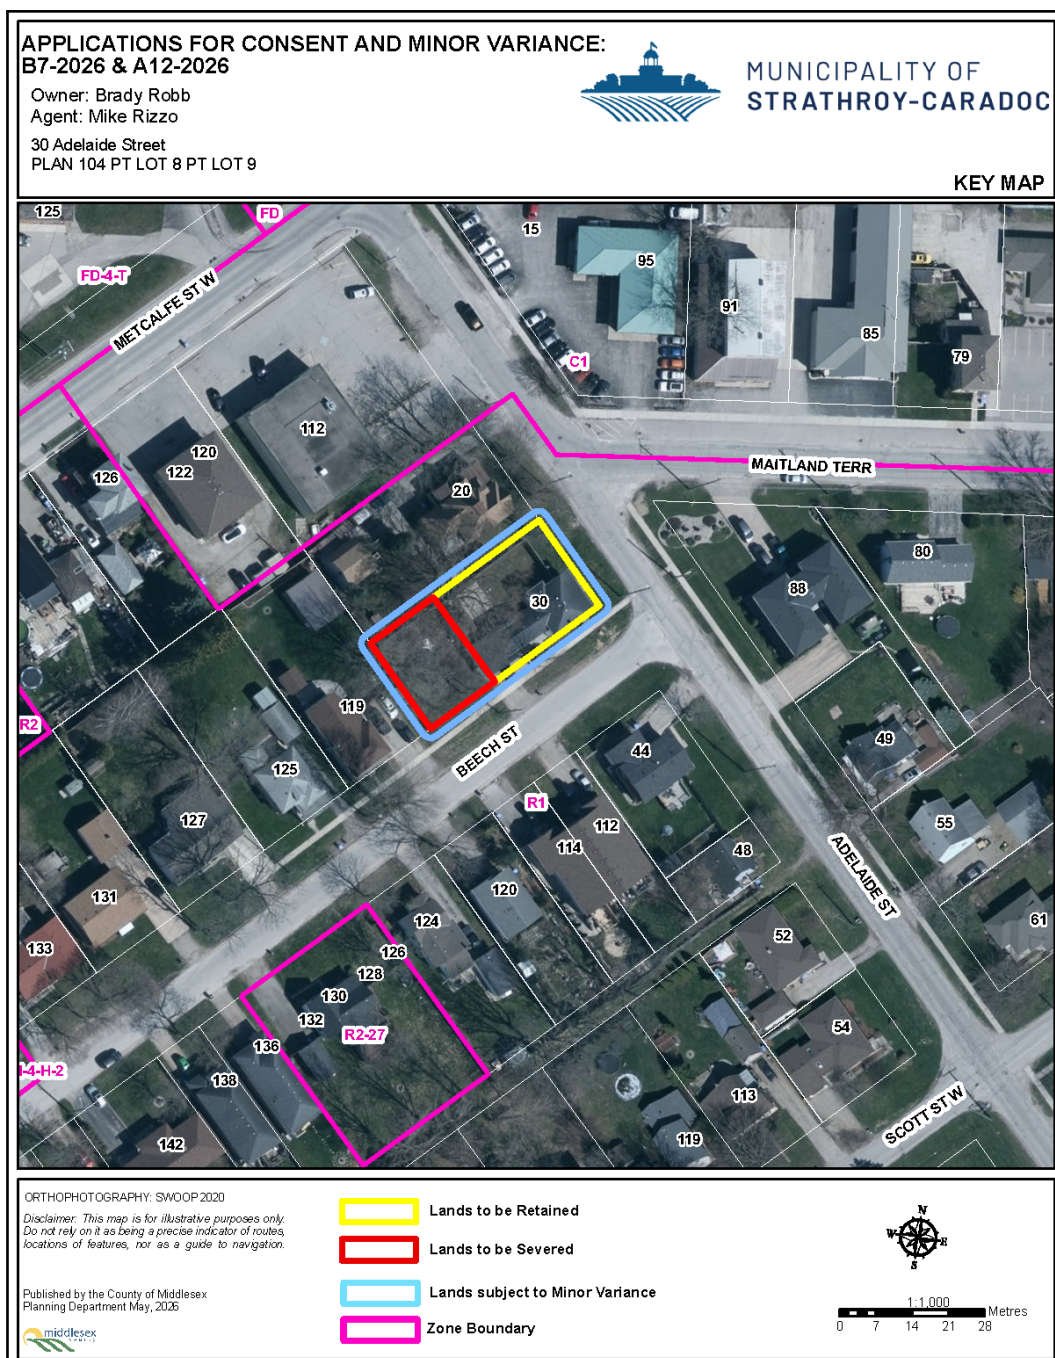 APPLICATIONS FOR CONSENT AND MINOR VARIANCE:
B7-2026 & A12-2026
Owner: Brady Robb
Agent: Mike Rizzo
30 Adelaide Street
PLAN 104 PT LOT 8 PT LOT 9
MUNICIPALITY OF
STRATHROY-CARADOC
KEY MAP
125
FD
15
95
FD-4-T
METCALFE ST W
91
85
79
C1
112
120
122
126
20
MAITLAND TERR
80
88
30
119
R2
BEECH ST
125
44
49
127
R1
112
114
48
55
ADELAIDE ST
131
120
124
133
126
52
61
128
130
132
R2-27
54
136
-4-H-2
138
113
142
119
SCOTT ST W
ORTHOPHOTOGRAPHY: SWOOP 2020
Disclaimer: This map is for illustrative purposes only.
Do not rely on it as being a precise indicator of routes,
locations of features, nor as a guide to navigation.
Published by the County of Middlesex
Planning Department May, 2026
middlesex
Lands to be Retained
Lands to be Severed
Lands subject to Minor Variance
Zone Boundary
N
W
E
S
1:1,000
Metres
0 7 14 21 28